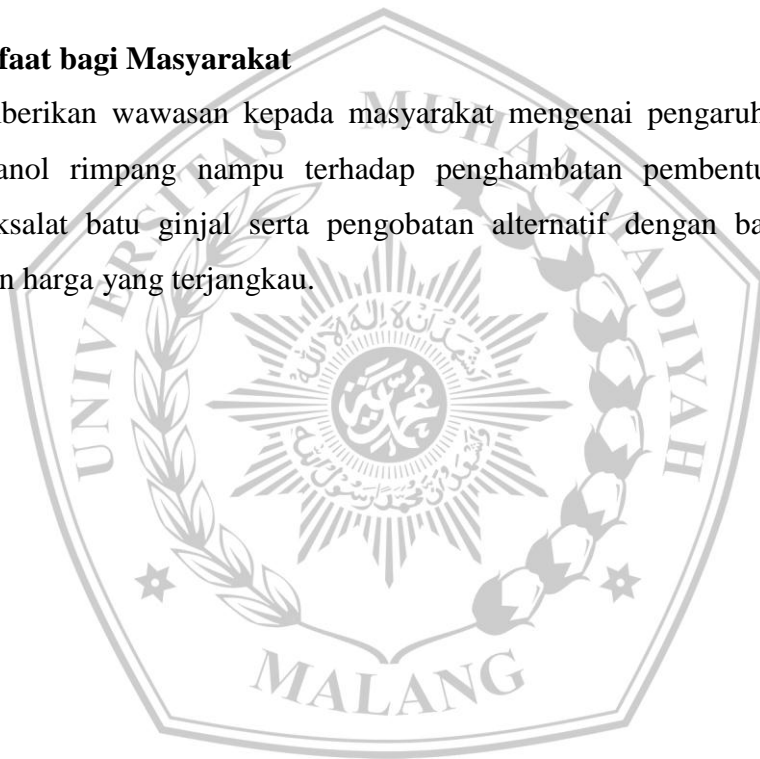 faat bagi Masyarakat
berikan wawasan kepada masyarakat mengenai pengaruh
anol rimpang nampu terhadap penghambatan pembentu
ksalat batu ginjal serta pengobatan alternatif dengan ba
n harga yang terjangkau.
UNIVERSITAS MUHAMMADIYAH
MALANG